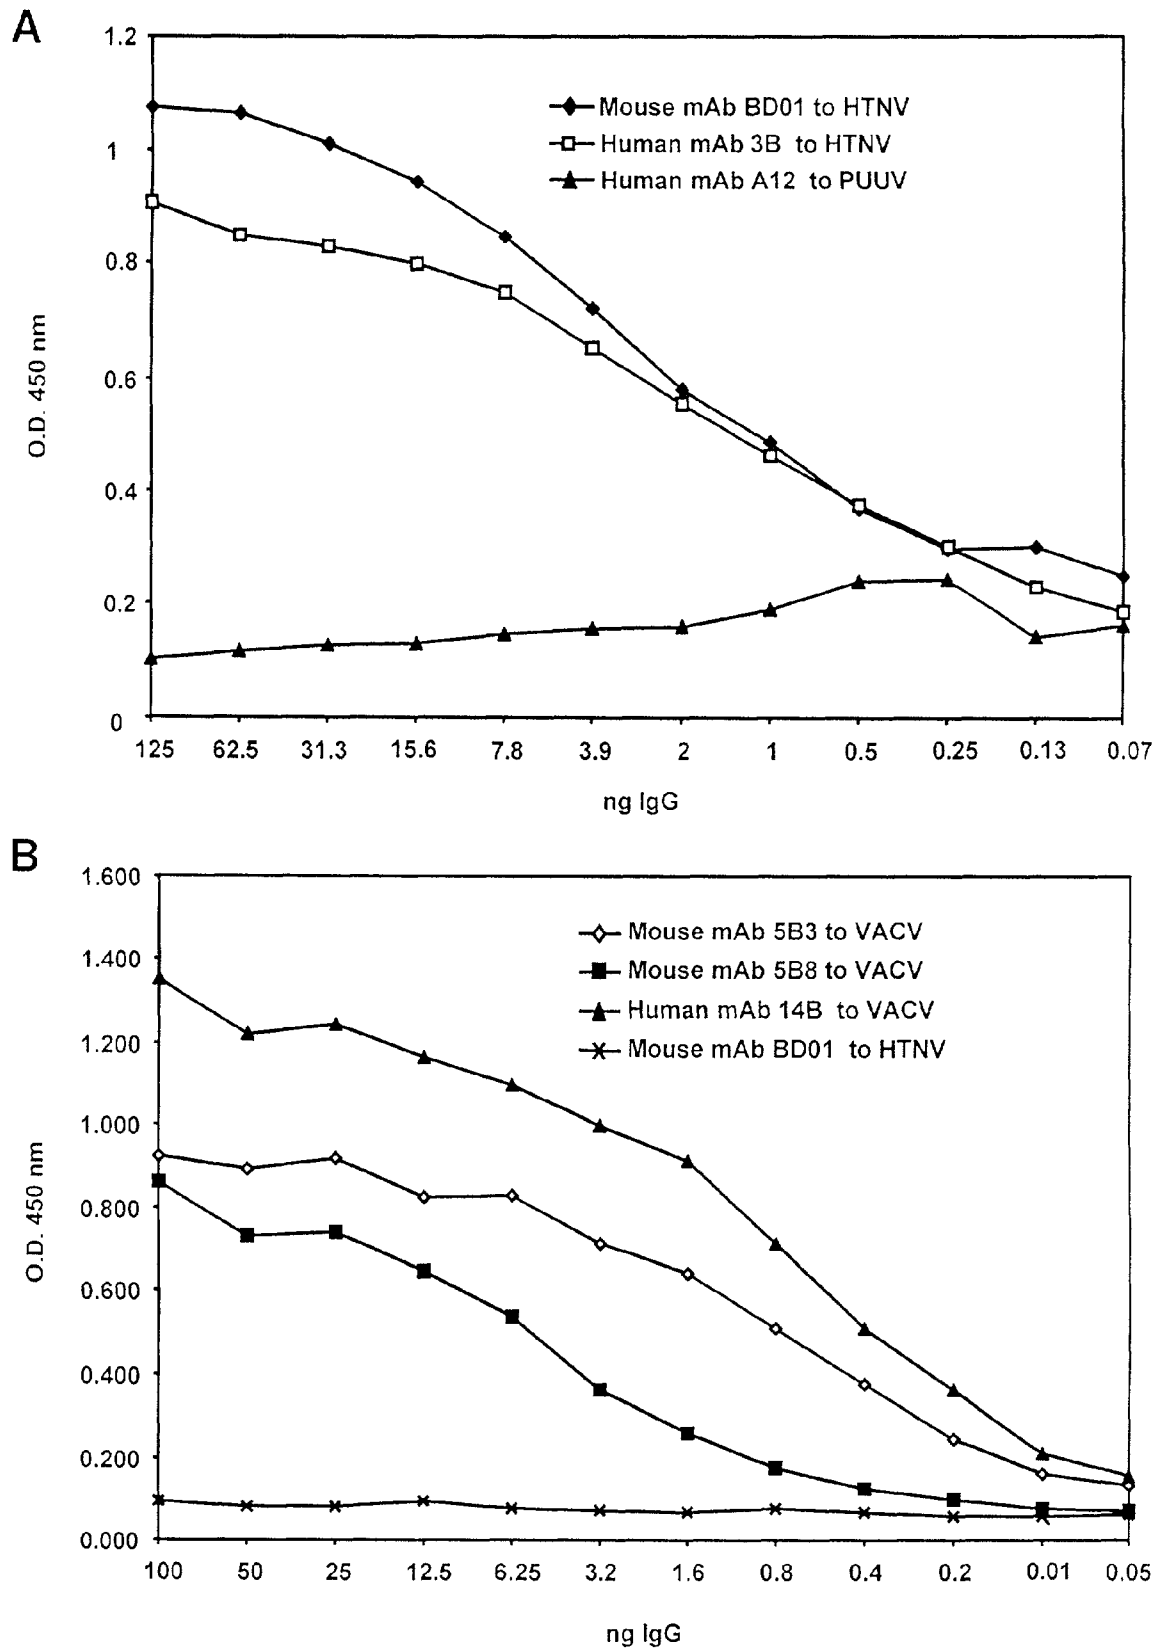 A
1.2
1
0.8
0.6
0.4
0.2
0
O.D. 450 nm
Mouse mAb BD01 to HTNV
Human mAb 3B to HTNV
Human mAb A12 to PUUV
125 62.5 31.3 15.6 7.8 3.9 2 1 0.5 0.25 0.13 0.07
ng IgG
B
1.600
1.400
1.200
1.000
0.800
0.600
0.400
0.200
0.000
O.D. 450 nm
Mouse mAb 5B3 to VACV
Mouse mAb 5B8 to VACV
Human mAb 14B to VACV
Mouse mAb BD01 to HTNV
100 50 25 12.5 6.25 3.2 1.6 0.8 0.4 0.2 0.01 0.05
ng IgG